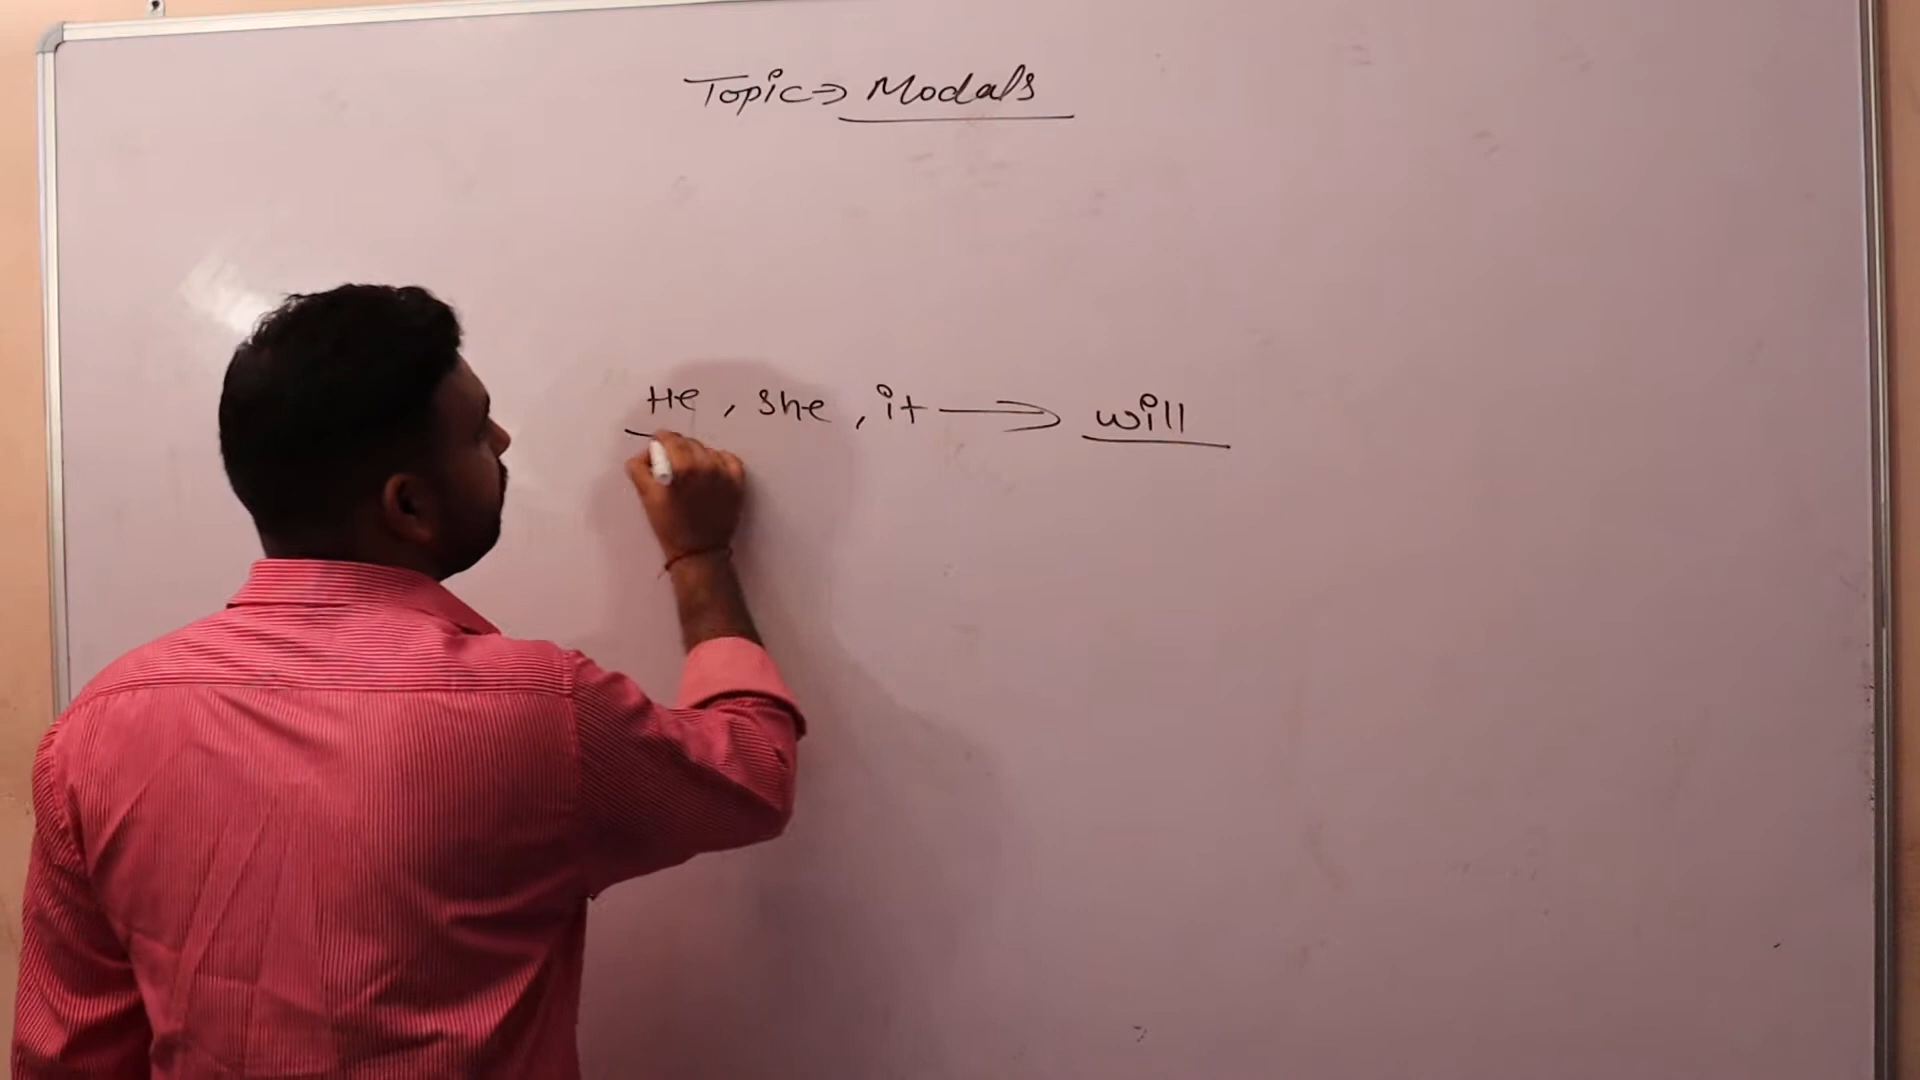 Topic⇒ Modals
He, she, it → will